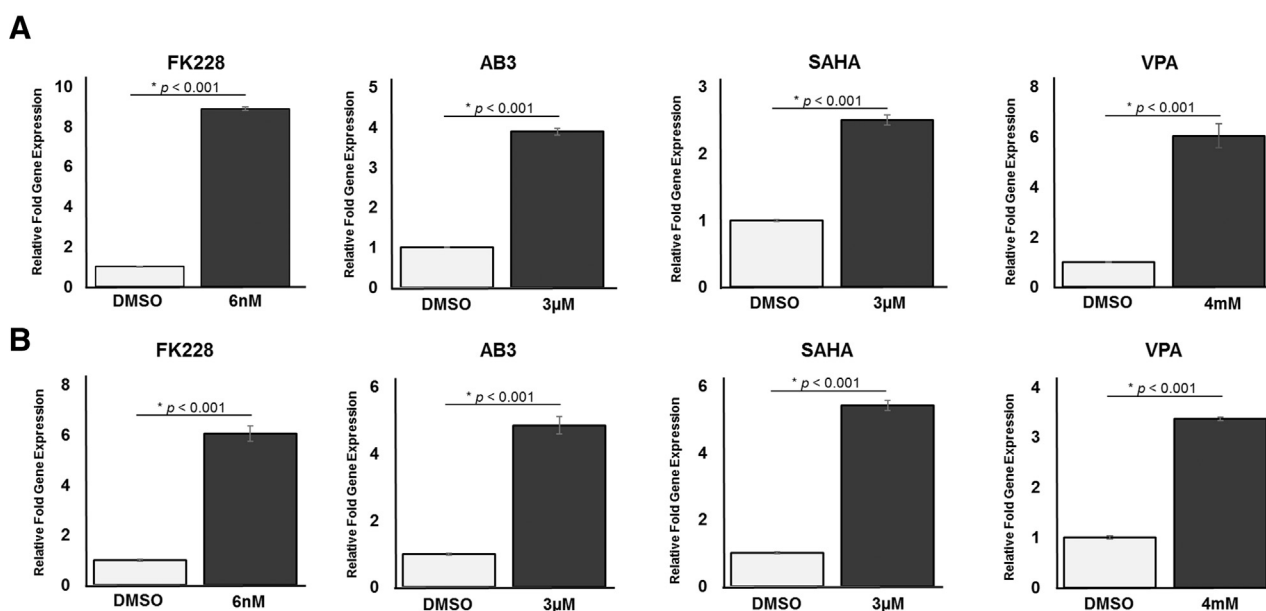 A
FK228
Relative Fold Gene Expression
10
8
6
4
2
0
* p < 0.001
DMSO
6nM
AB3
Relative Fold Gene Expression
5
4
3
2
1
0
* p < 0.001
DMSO
3µM
SAHA
Relative Fold Gene Expression
3
2
1
0
* p < 0.001
DMSO
3µM
VPA
Relative Fold Gene Expression
8
6
4
2
0
* p < 0.001
DMSO
4mM
B
FK228
Relative Fold Gene Expression
8
6
4
2
0
* p < 0.001
DMSO
6nM
AB3
Relative Fold Gene Expression
6
4
2
0
* p < 0.001
DMSO
3µM
SAHA
Relative Fold Gene Expression
6
4
2
0
* p < 0.001
DMSO
3µM
VPA
Relative Fold Gene Expression
4
3
2
1
0
* p < 0.001
DMSO
4mM